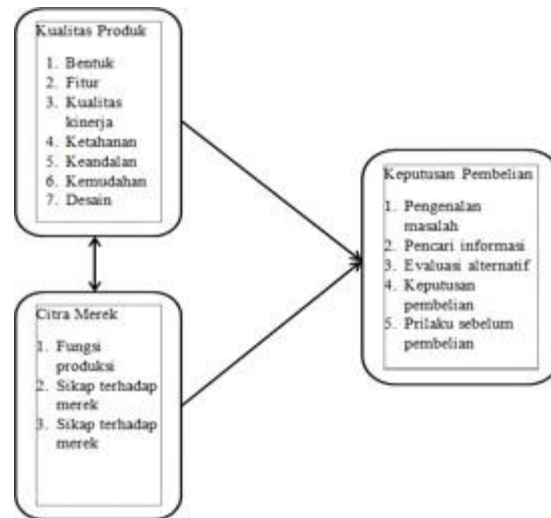 Kualitas Produk
1. Bentuk
2. Fitur
3. Kualitas
kinerja
4. Ketahanan
5. Keandalan
6. Kemudahan
7. Desain
Citra Merek
1. Fungsi
produksi
2. Sikap terhadap
merek
3. Sikap terhadap
merek
Keputusan Pembelian
1. Pengenalan
masalah
2. Pencari informasi
3. Evaluasi alternatif
4. Keputusan
pembelian
5. Prilaku sebelum
pembelian